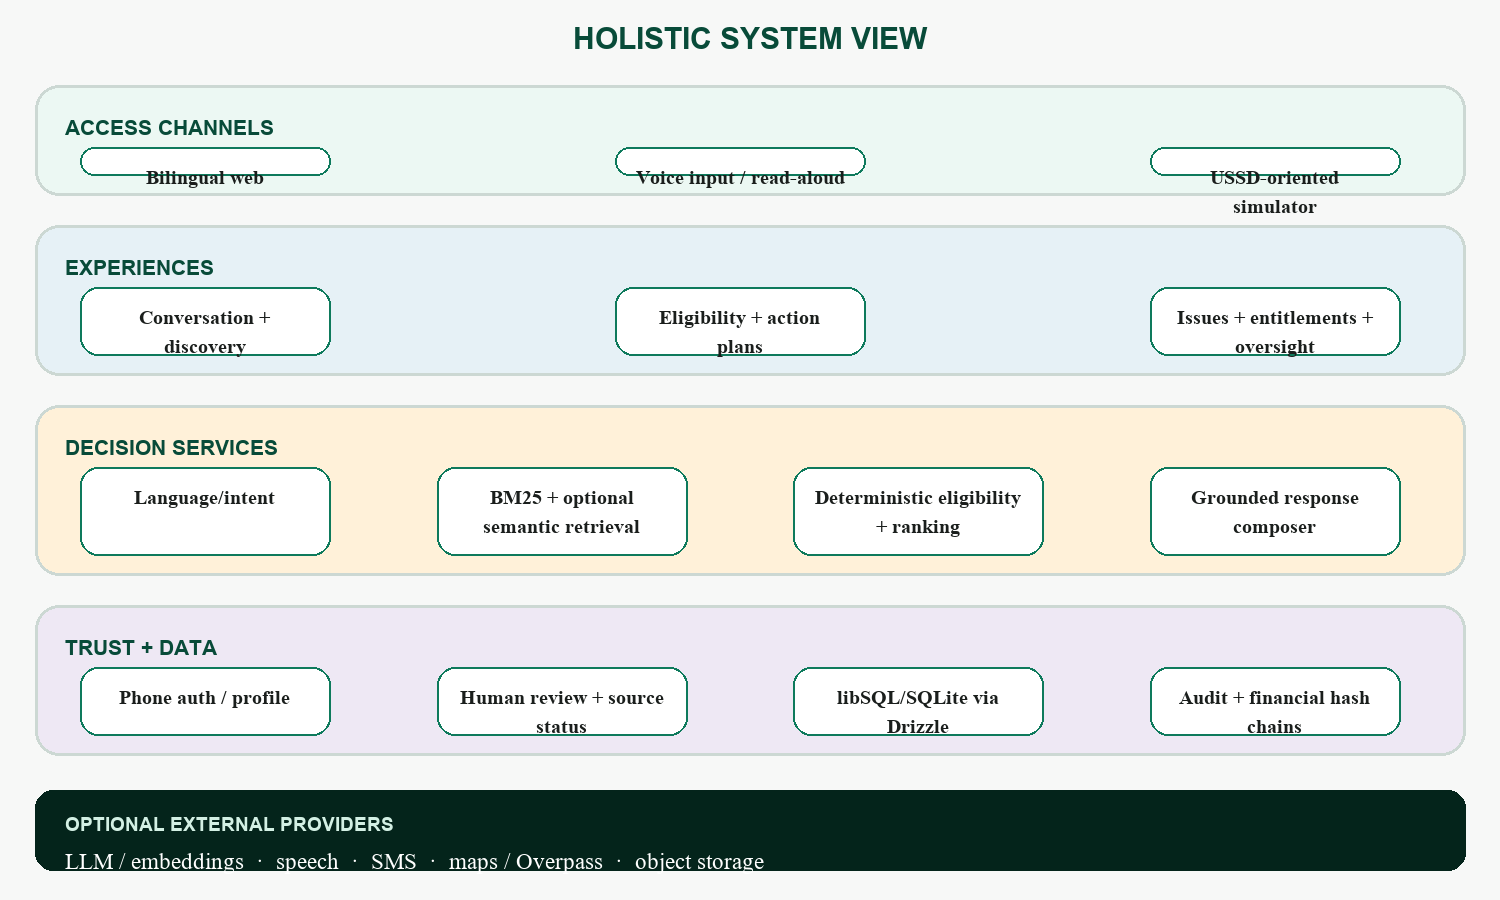 HOLISTIC SYSTEM VIEW
ACCESS CHANNELS
Bilingual web
Voice input / read-aloud
USSD-oriented
simulator
EXPERIENCES
Conversation +
discovery
Eligibility + action
plans
Issues + entitlements +
oversight
DECISION SERVICES
Language/intent
BM25 + optional
semantic retrieval
Deterministic eligibility
+ ranking
Grounded response
composer
TRUST + DATA
Phone auth / profile
Human review + source
status
libSQL/SQLite via
Drizzle
Audit + financial hash
chains
OPTIONAL EXTERNAL PROVIDERS
LLM / embeddings · speech · SMS · maps / Overpass · object storage